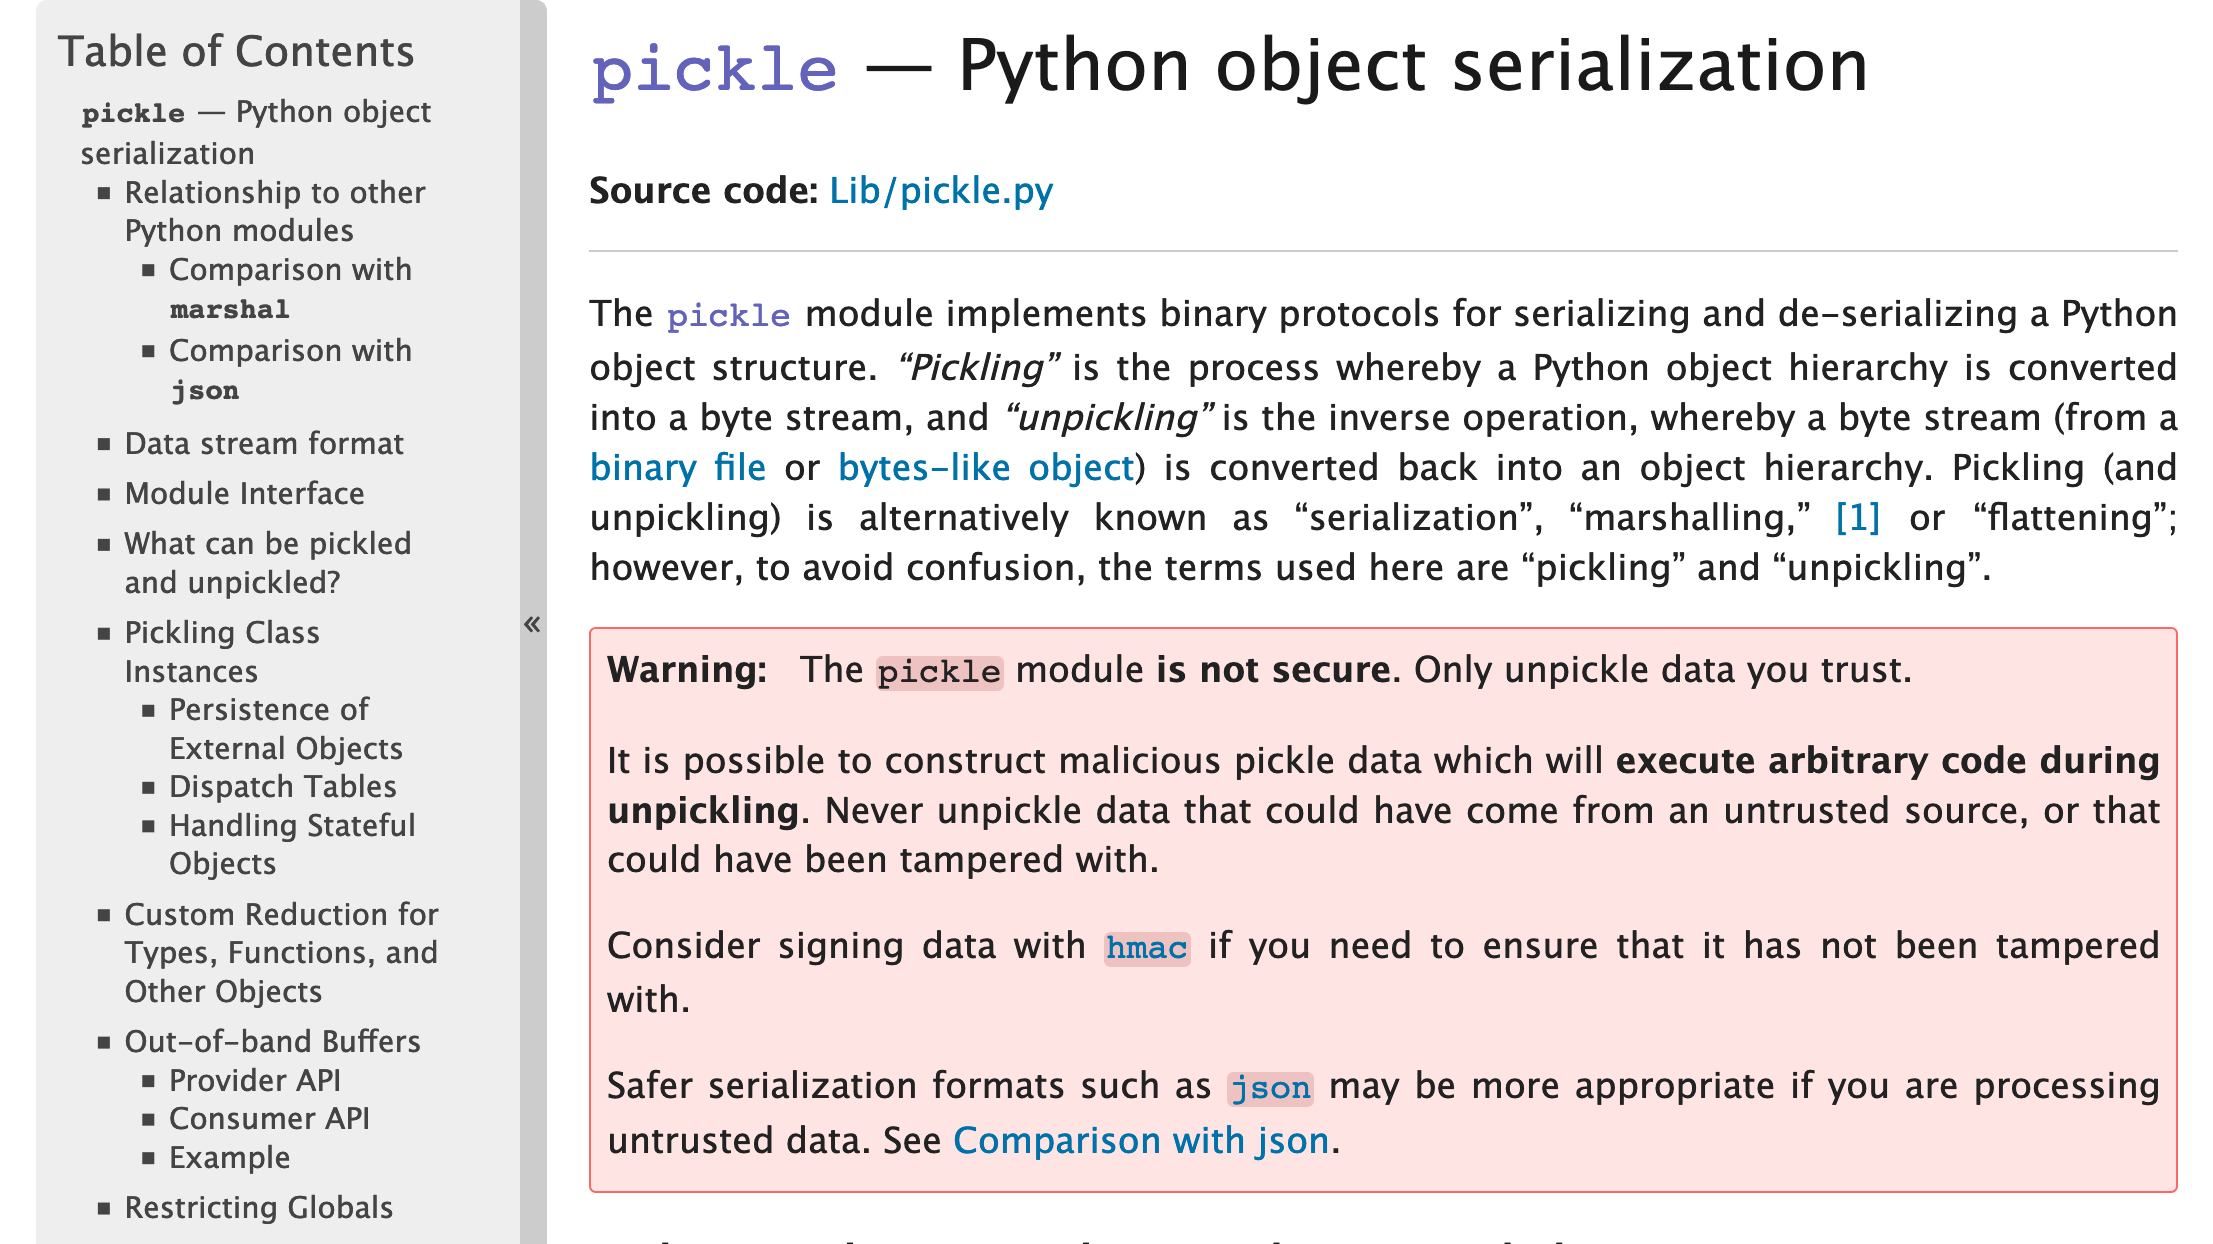 Table of Contents
pickle — Python object
serialization
▪ Relationship to other
Python modules
▪ Comparison with
marshal
▪ Comparison with
json
▪ Data stream format
▪ Module Interface
▪ What can be pickled
and unpickled?
▪ Pickling Class
Instances
▪ Persistence of
External Objects
▪ Dispatch Tables
▪ Handling Stateful
Objects
▪ Custom Reduction for
Types, Functions, and
Other Objects
▪ Out-of-band Buffers
▪ Provider API
▪ Consumer API
▪ Example
▪ Restricting Globals
«
pickle — Python object serialization
Source code: Lib/pickle.py
The pickle module implements binary protocols for serializing and de-serializing a Python
object structure. “Pickling” is the process whereby a Python object hierarchy is converted
into a byte stream, and “unpickling” is the inverse operation, whereby a byte stream (from a
binary file or bytes-like object) is converted back into an object hierarchy. Pickling (and
unpickling) is alternatively known as “serialization”, “marshalling,” [1] or “flattening”;
however, to avoid confusion, the terms used here are “pickling” and “unpickling”.
Warning: The pickle module is not secure. Only unpickle data you trust.
It is possible to construct malicious pickle data which will execute arbitrary code during
unpickling. Never unpickle data that could have come from an untrusted source, or that
could have been tampered with.
Consider signing data with hmac if you need to ensure that it has not been tampered
with.
Safer serialization formats such as json may be more appropriate if you are processing
untrusted data. See Comparison with json.